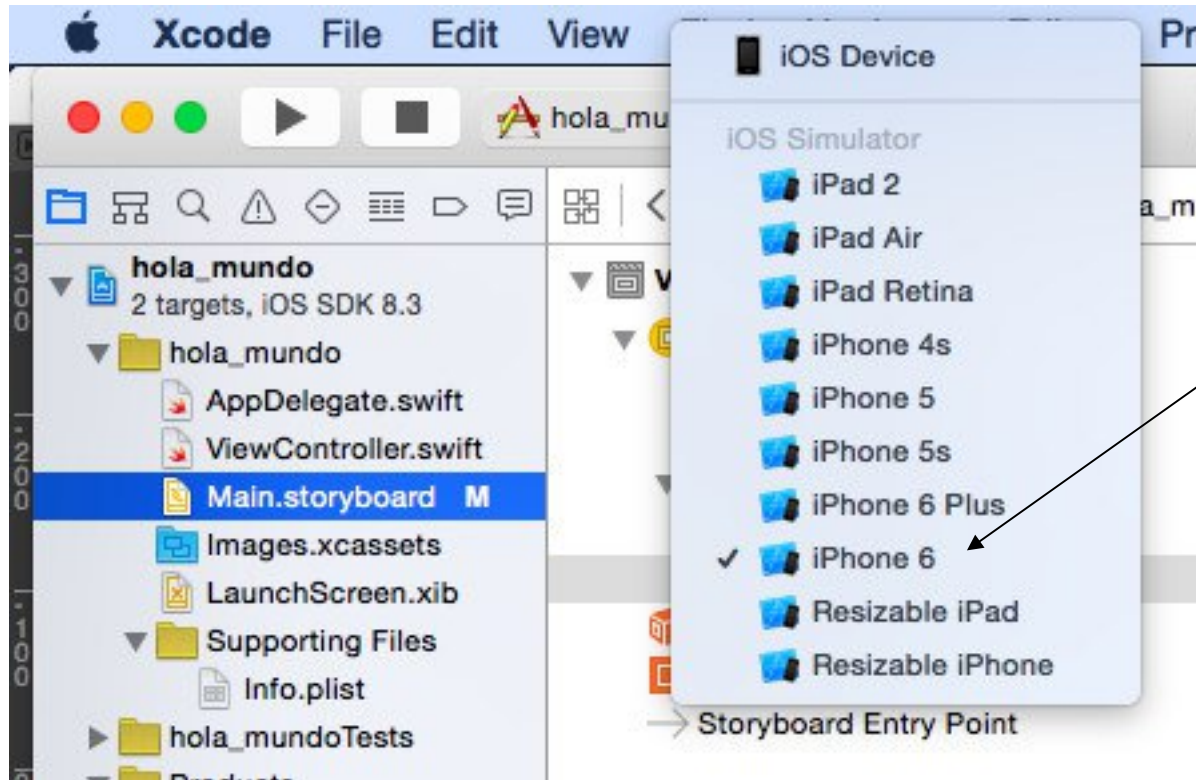 Xcode File Edit View Pr
iOS Device
hola_mu
iOS Simulator
iPad 2
a_m
iPad Air
hola_mundo
2 targets, iOS SDK 8.3
iPad Retina
hola_mundo
iPhone 4s
AppDelegate.swift
iPhone 5
ViewController.swift
iPhone 5s
Main.storyboard M
iPhone 6 Plus
Images.xcassets
✓ iPhone 6
LaunchScreen.xib
Resizable iPad
Supporting Files
Resizable iPhone
Info.plist
Storyboard Entry Point
hola_mundoTests
Products